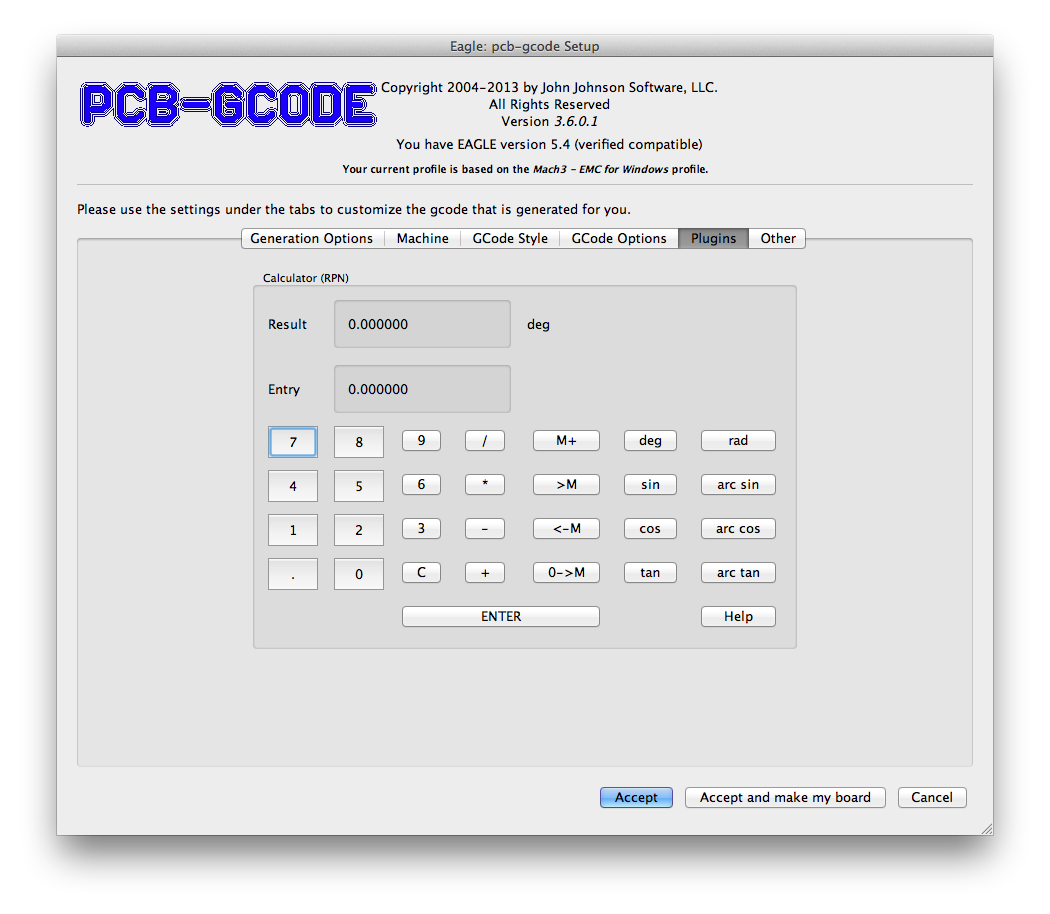 Eagle: pcb-gcode Setup
PCB-GCODE
Copyright 2004-2013 by John Johnson Software, LLC.
All Rights Reserved
Version 3.6.0.1
You have EAGLE version 5.4 (verified compatible)
Your current profile is based on the Mach3 - EMC for Windows profile.
Please use the settings under the tabs to customize the gcode that is generated for you.
Generation Options Machine GCode Style GCode Options Plugins Other
Calculator (RPN)
Result 0.000000 deg
Entry 0.000000
7 8 9 / M+ deg rad
4 5 6 * >M sin arc sin
1 2 3 - <-M cos arc cos
. 0 C + 0->M tan arc tan
ENTER Help
Accept Accept and make my board Cancel